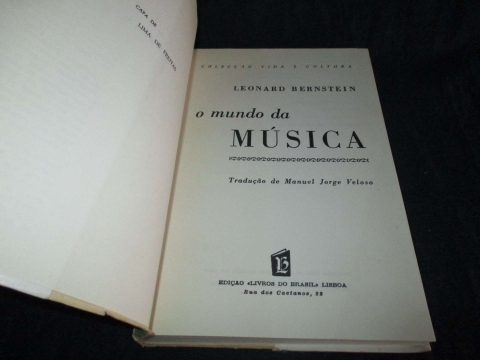 CAPA DE
LIMA DE FREITAS
COLECÇÃO VIDA E CULTURA
LEONARD BERNSTEIN
o mundo da
MÚSICA
Tradução de Manuel Jorge Veloso
LB
EDIÇÃO «LIVROS DO BRASIL» LISBOA
Rua dos Caetanos, 22